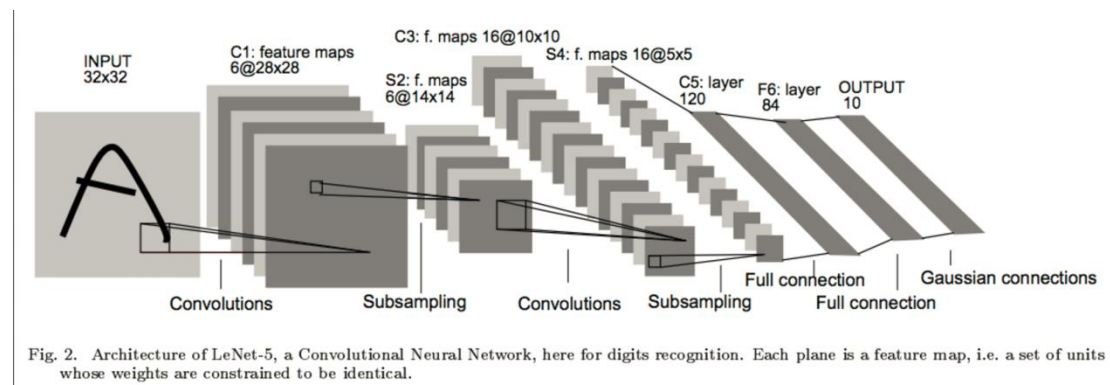 INPUT
32x32
C1: feature maps
6@28x28
S2: f. maps
6@14x14
C3: f. maps 16@10x10
S4: f. maps 16@5x5
C5: layer
120
F6: layer
84
OUTPUT
10
Convolutions
Subsampling
Convolutions
Subsampling
Full connection
Full connection
Gaussian connections
Fig. 2. Architecture of LeNet-5, a Convolutional Neural Network, here for digits recognition. Each plane is a feature map, i.e. a set of units
whose weights are constrained to be identical.